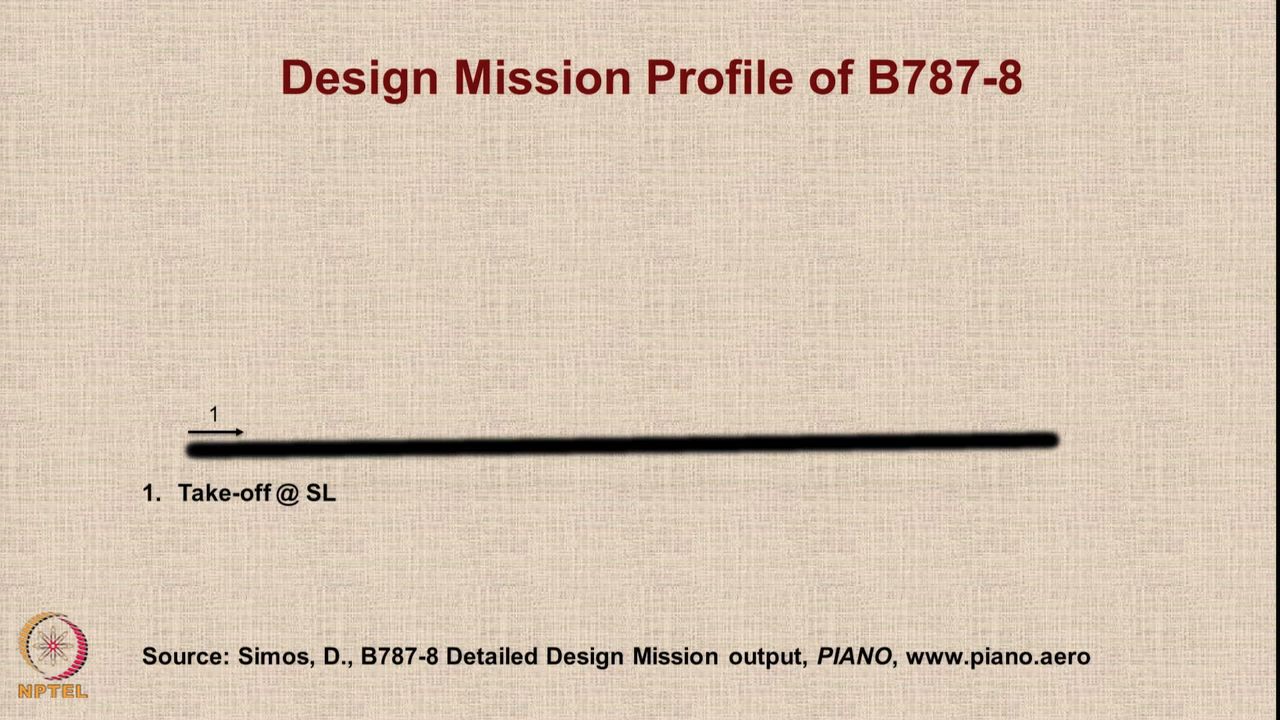 Design Mission Profile of B787-8
1
1. Take-off @ SL
Source: Simos, D., B787-8 Detailed Design Mission output, PIANO, www.piano.aero
NPTEL